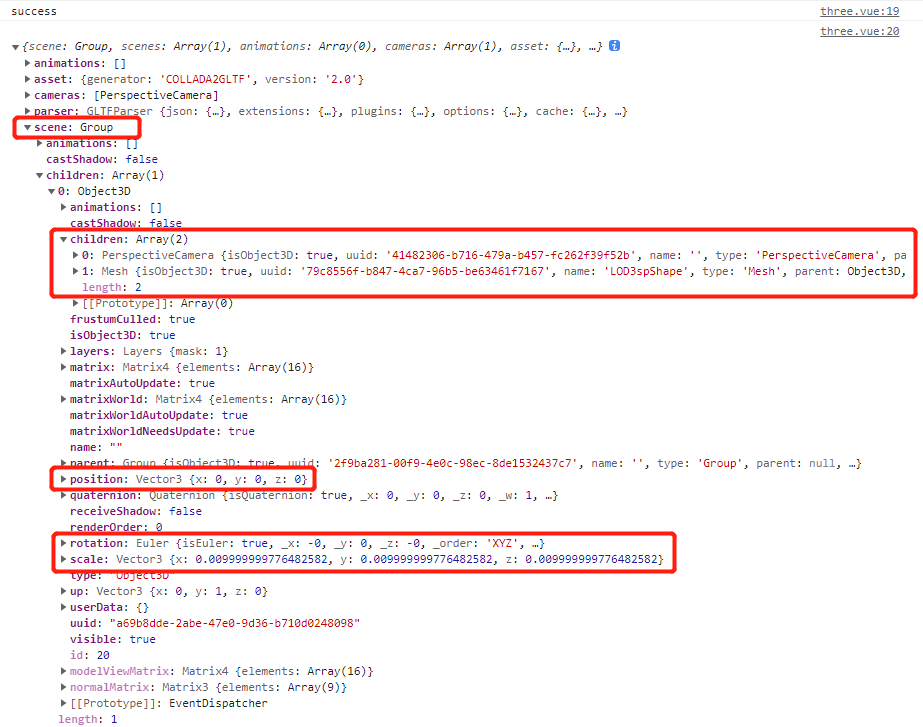 success three.vue:19
three.vue:20
▼{scene: Group, scenes: Array(1), animations: Array(0), cameras: Array(1), asset: {…}, …} i
▶animations: []
▶asset: {generator: 'COLLADA2GLTF', version: '2.0'}
▶cameras: [PerspectiveCamera]
▶parser: GLTFParser {json: {…}, extensions: {…}, plugins: {…}, options: {…}, cache: {…}, …}
▼scene: Group
▶animations: []
castShadow: false
▼children: Array(1)
▼0: Object3D
▶animations: []
castShadow: false
▼children: Array(2)
▶0: PerspectiveCamera {isObject3D: true, uuid: '41482306-b716-479a-b457-fc262f39f52b', name: '', type: 'PerspectiveCamera', pa
▶1: Mesh {isObject3D: true, uuid: '79c8556f-b847-4ca7-96b5-be63461f7167', name: 'LOD3spShape', type: 'Mesh', parent: Object3D,
length: 2
▶[[Prototype]]: Array(0)
frustumCulled: true
isObject3D: true
▶layers: Layers {mask: 1}
▶matrix: Matrix4 {elements: Array(16)}
matrixAutoUpdate: true
▶matrixWorld: Matrix4 {elements: Array(16)}
matrixWorldAutoUpdate: true
matrixWorldNeedsUpdate: true
name: ""
▶parent: Group {isObject3D: true, uuid: '2f9ba281-00f9-4e0c-98ec-8de1532437c7', name: '', type: 'Group', parent: null, …}
▶position: Vector3 {x: 0, y: 0, z: 0}
▶quaternion: Quaternion {isQuaternion: true, _x: 0, _y: 0, _z: 0, _w: 1, …}
receiveShadow: false
renderOrder: 0
▶rotation: Euler {isEuler: true, _x: -0, _y: 0, _z: -0, _order: 'XYZ', …}
▶scale: Vector3 {x: 0.009999999776482582, y: 0.009999999776482582, z: 0.009999999776482582}
type: "Object3D"
▶up: Vector3 {x: 0, y: 1, z: 0}
▶userData: {}
uuid: "a69b8dde-2abe-47e0-9d36-b710d0248098"
visible: true
id: 20
▶modelViewMatrix: Matrix4 {elements: Array(16)}
▶normalMatrix: Matrix3 {elements: Array(9)}
▶[[Prototype]]: EventDispatcher
length: 1